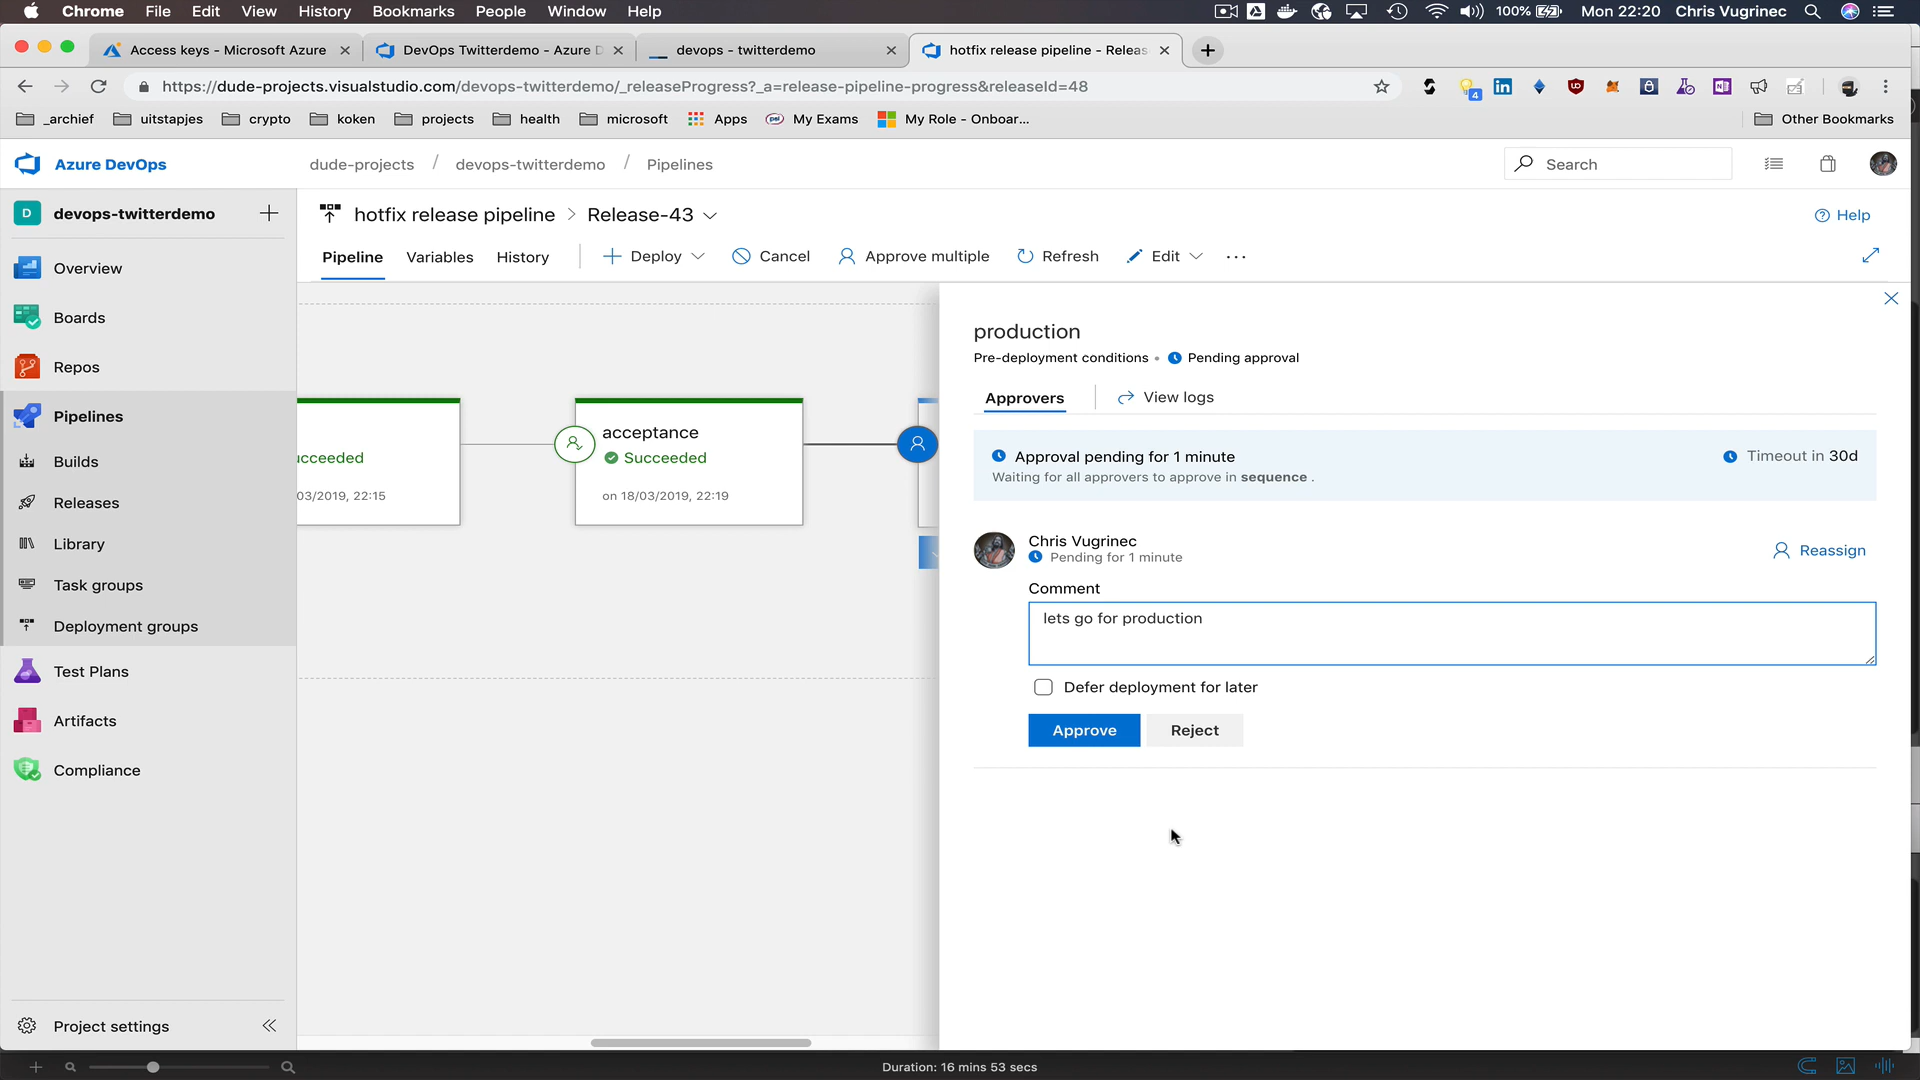 Chrome File Edit View History Bookmarks People Window Help 100% Mon 22:20 Chris Vugrinec
Access keys - Microsoft Azure DevOps Twitterdemo - Azure D devops - twitterdemo hotfix release pipeline - Releas
https://dude-projects.visualstudio.com/devops-twitterdemo/_releaseProgress?_a=release-pipeline-progress&releaseId=48
_archief uitstapjes crypto koken projects health microsoft Apps My Exams My Role - Onboar... Other Bookmarks
Azure DevOps dude-projects / devops-twitterdemo / Pipelines Search
D devops-twitterdemo
hotfix release pipeline > Release-43 Help
Pipeline Variables History Deploy Cancel Approve multiple Refresh Edit ...
Overview
Boards
Repos
Pipelines
Builds
Releases
Library
Task groups
Deployment groups
Test Plans
Artifacts
Compliance
Project settings
ucceeded
03/2019, 22:15
acceptance
Succeeded
on 18/03/2019, 22:19
production
Pre-deployment conditions • Pending approval
Approvers View logs
Approval pending for 1 minute Timeout in 30d
Waiting for all approvers to approve in sequence .
Chris Vugrinec
Pending for 1 minute Reassign
Comment
lets go for production
Defer deployment for later
Approve Reject
Duration: 16 mins 53 secs